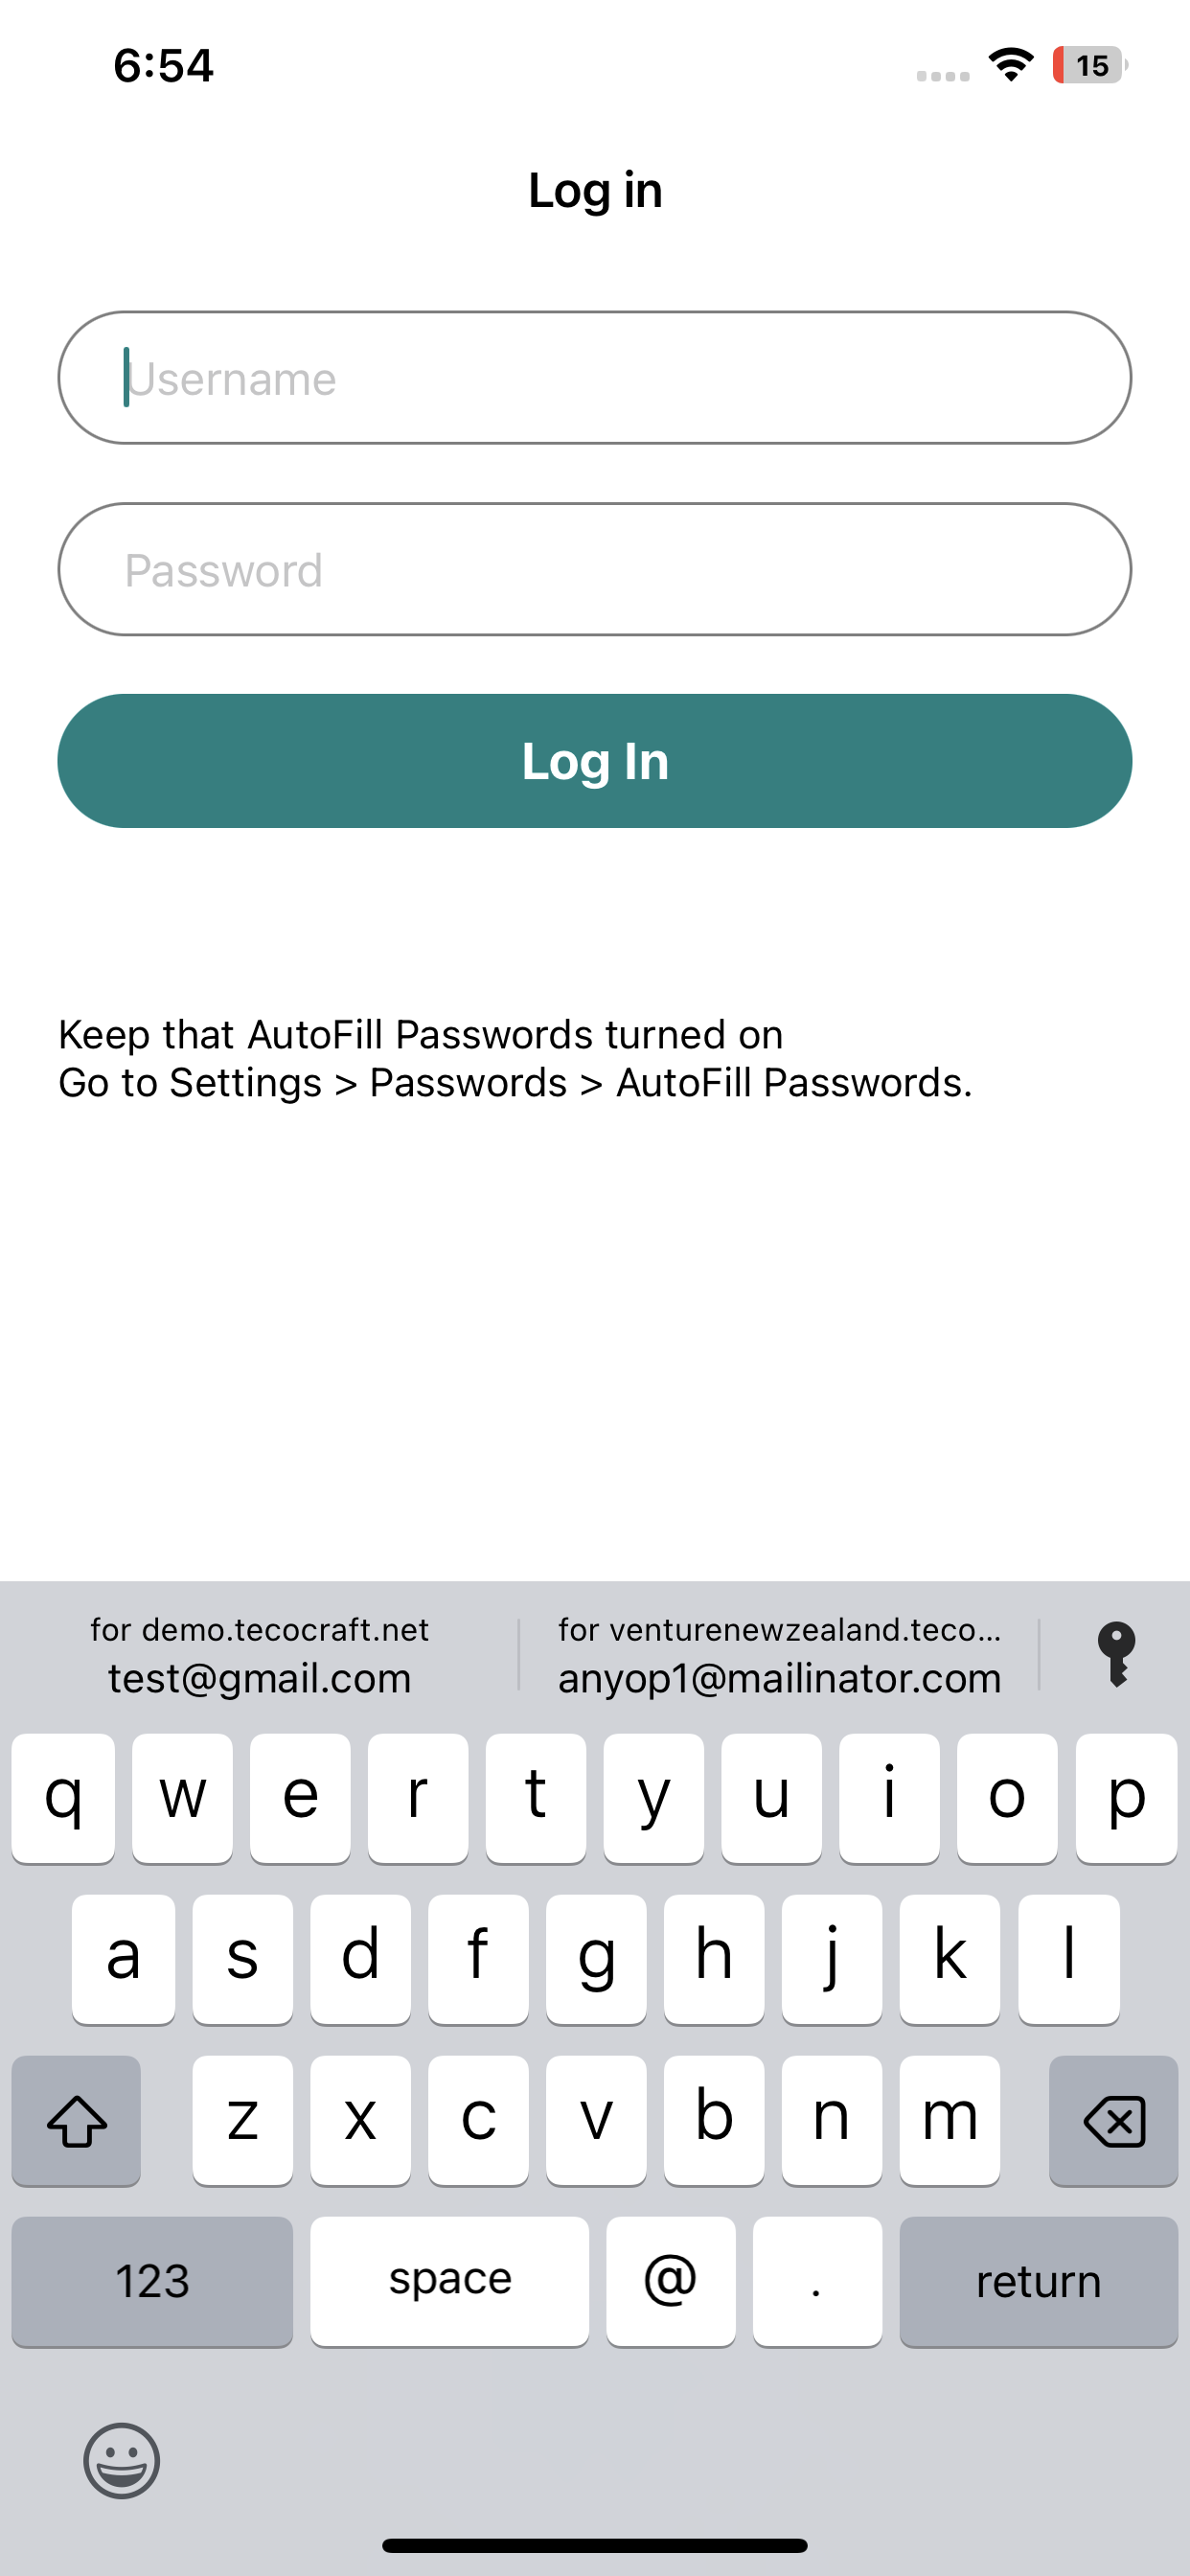 6:54
15
Log in
Username
Password
Log In
Keep that AutoFill Passwords turned on
Go to Settings > Passwords > AutoFill Passwords.
for demo.tecocraft.net
test@gmail.com
for venturenewzealand.teco...
anyop1@mailinator.com
q w e r t y u i o p
a s d f g h j k l
z x c v b n m
123 space @ . return